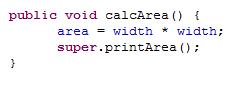 public void calcArea() {
area = width * width;
super.printArea();
}